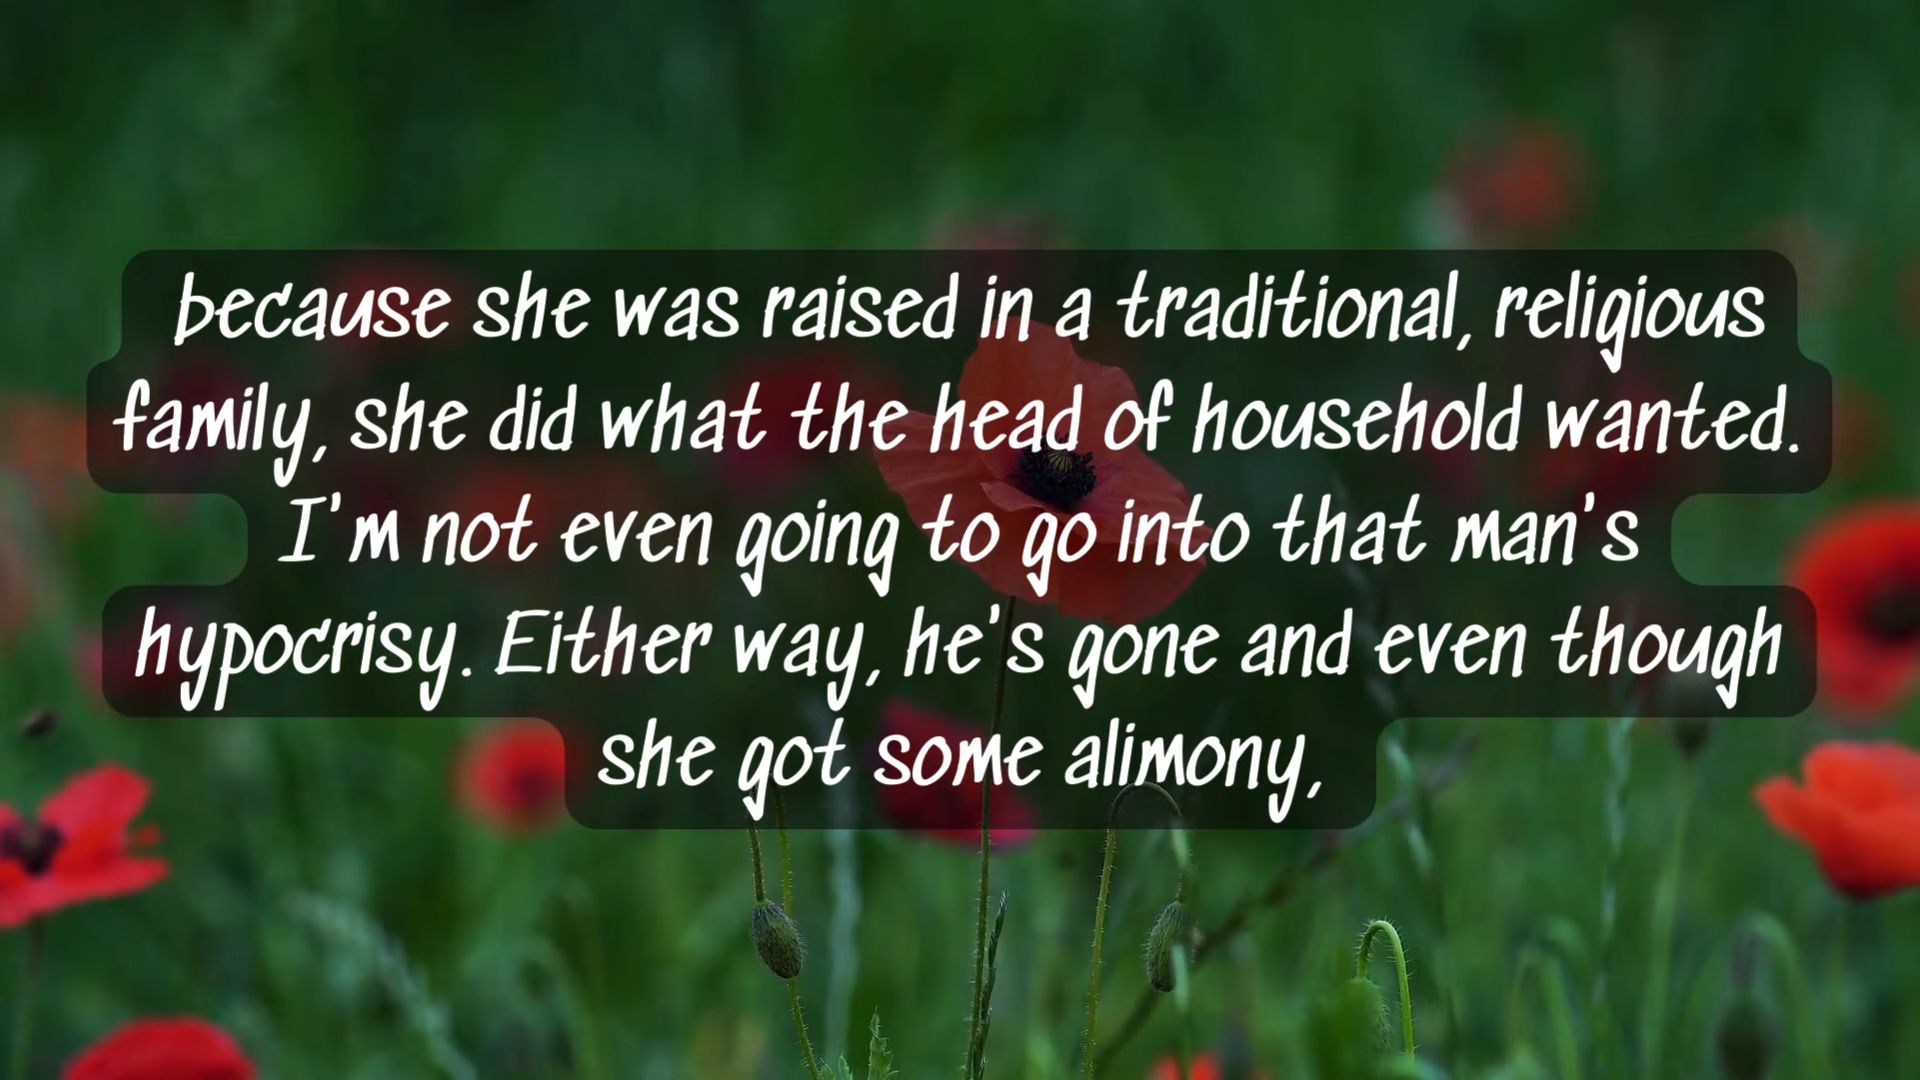 because she was raised in a traditional, religious
family, she did what the head of household wanted.
I'm not even going to go into that man's
hypocrisy. Either way, he's gone and even though
she got some alimony,